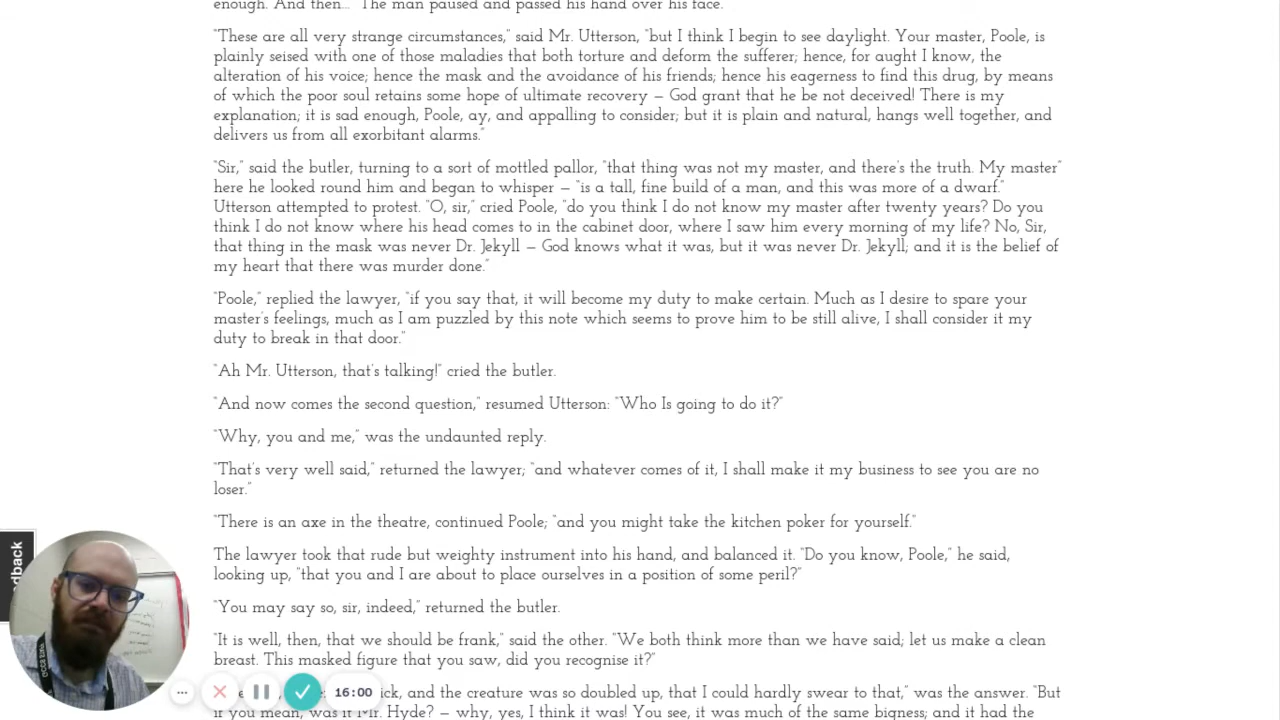 enough. And then..." The man paused and passed his hand over his face.
"These are all very strange circumstances," said Mr. Utterson, "but I think I begin to see daylight. Your master, Poole, is
plainly seised with one of those maladies that both torture and deform the sufferer; hence, for aught I know, the
alteration of his voice; hence the mask and the avoidance of his friends; hence his eagerness to find this drug, by means
of which the poor soul retains some hope of ultimate recovery – God grant that he be not deceived! There is my
explanation; it is sad enough, Poole, ay, and appalling to consider; but it is plain and natural, hangs well together, and
delivers us from all exorbitant alarms."
"Sir," said the butler, turning to a sort of mottled pallor, "that thing was not my master, and there's the truth. My master"
here he looked round him and began to whisper – "is a tall, fine build of a man, and this was more of a dwarf."
Utterson attempted to protest. "O, sir," cried Poole, "do you think I do not know my master after twenty years? Do you
think I do not know where his head comes to in the cabinet door, where I saw him every morning of my life? No, Sir,
that thing in the mask was never Dr. Jekyll – God knows what it was, but it was never Dr. Jekyll; and it is the belief of
my heart that there was murder done."
"Poole," replied the lawyer, "if you say that, it will become my duty to make certain. Much as I desire to spare your
master's feelings, much as I am puzzled by this note which seems to prove him to be still alive, I shall consider it my
duty to break in that door."
"Ah Mr. Utterson, that's talking!" cried the butler.
"And now comes the second question," resumed Utterson: "Who Is going to do it?"
"Why, you and me," was the undaunted reply.
"That's very well said," returned the lawyer; "and whatever comes of it, I shall make it my business to see you are no
loser."
"There is an axe in the theatre, continued Poole; "and you might take the kitchen poker for yourself."
The lawyer took that rude but weighty instrument into his hand, and balanced it. "Do you know, Poole," he said,
looking up, "that you and I are about to place ourselves in a position of some peril?"
"You may say so, sir, indeed," returned the butler.
"It is well, then, that we should be frank," said the other. "We both think more than we have said; let us make a clean
breast. This masked figure that you saw, did you recognise it?"
and the creature was so doubled up, that I could hardly swear to that," was the answer. "But
if you mean, was it Mr. Hyde? – why, yes, I think it was! You see, it was much of the same bigness; and it had the
16:00